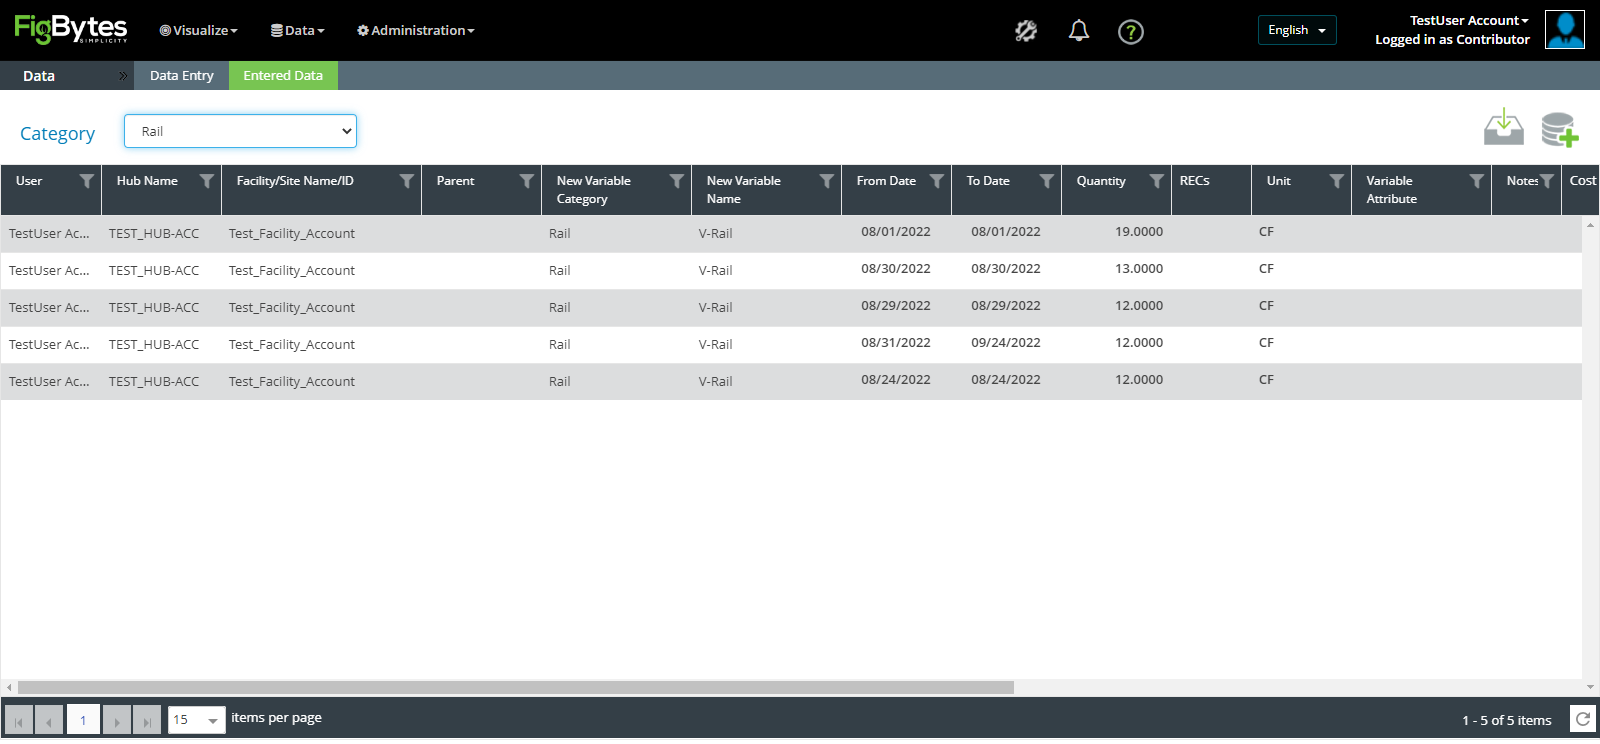 FigBytes
SIMPLICITY
Visualize
Data
Administration
?
English
TestUser Account
Logged in as Contributor
Data
Data Entry
Entered Data
Category
Rail
User
Hub Name
Facility/Site Name/ID
Parent
New Variable
Category
New Variable
Name
From Date
To Date
Quantity
RECs
Unit
Variable
Attribute
Notes
Cost
TestUser Ac... TEST_HUB-ACC Test_Facility_Account Rail V-Rail 08/01/2022 08/01/2022 19.0000 CF
TestUser Ac... TEST_HUB-ACC Test_Facility_Account Rail V-Rail 08/30/2022 08/30/2022 13.0000 CF
TestUser Ac... TEST_HUB-ACC Test_Facility_Account Rail V-Rail 08/29/2022 08/29/2022 12.0000 CF
TestUser Ac... TEST_HUB-ACC Test_Facility_Account Rail V-Rail 08/31/2022 09/24/2022 12.0000 CF
TestUser Ac... TEST_HUB-ACC Test_Facility_Account Rail V-Rail 08/24/2022 08/24/2022 12.0000 CF
1
15
items per page
1 - 5 of 5 items